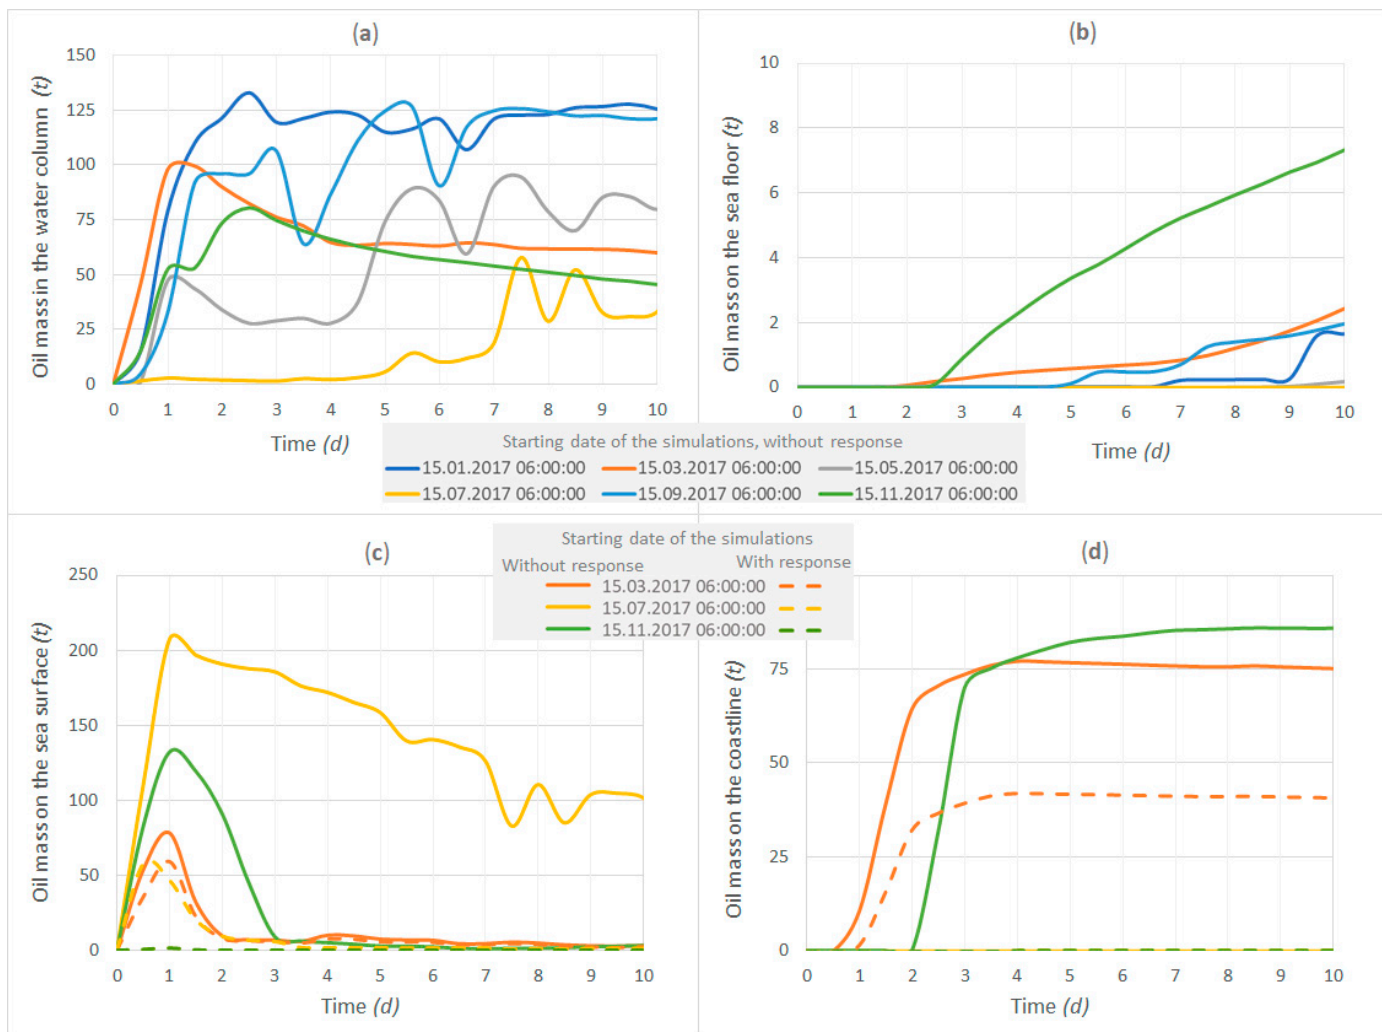 (a)
Oil mass in the water column (t)
150
125
100
75
50
25
0
0 1 2 3 4 5 6 7 8 9 10
Time (d)
(b)
Oil mass on the sea floor (t)
10
8
6
4
2
0
0 1 2 3 4 5 6 7 8 9 10
Time (d)
Starting date of the simulations, without response
15.01.2017 06:00:00 15.03.2017 06:00:00 15.05.2017 06:00:00
15.07.2017 06:00:00 15.09.2017 06:00:00 15.11.2017 06:00:00
Starting date of the simulations
Without response With response
15.03.2017 06:00:00
15.07.2017 06:00:00
15.11.2017 06:00:00
(c)
Oil mass on the sea surface (t)
250
200
150
100
50
0
0 1 2 3 4 5 6 7 8 9 10
Time (d)
(d)
Oil mass on the coastline (t)
75
50
25
0
0 1 2 3 4 5 6 7 8 9 10
Time (d)